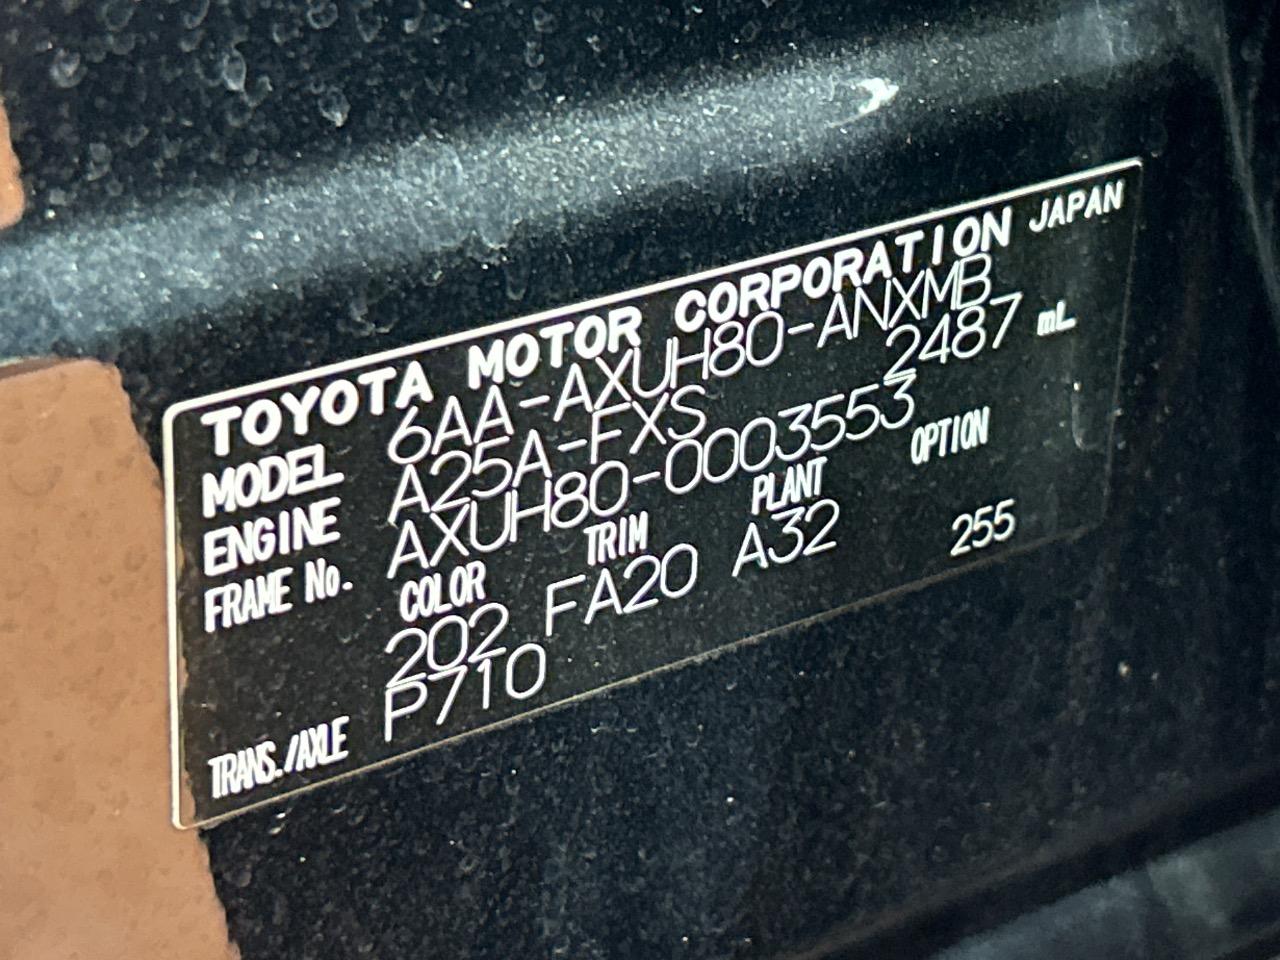 TOYOTA MOTOR CORPORATION JAPAN
MODEL 6AA-AXUH80-ANXMB
ENGINE A25A-FXS 2487 mL
FRAME No. AXUH80-0003553
COLOR TRIM PLANT OPTION
202 FA20 A32 255
TRANS./AXLE P710